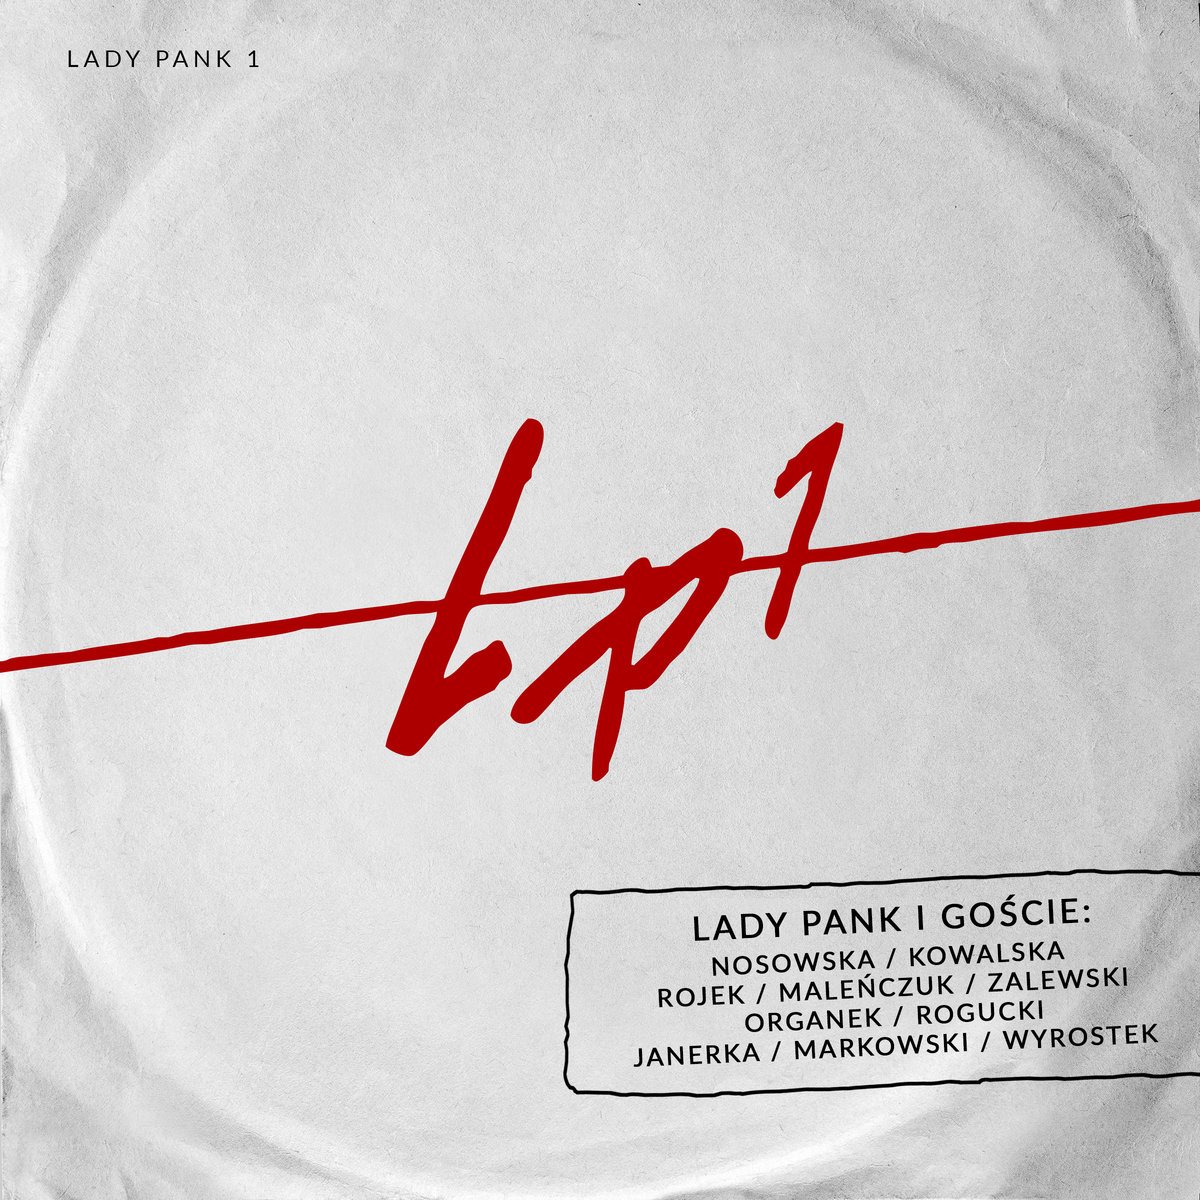 LADY PANK 1
Lp1
LADY PANK I GOŚCIE:
NOSOWSKA / KOWALSKA
ROJEK / MALEŃCZUK / ZALEWSKI
ORGANEK / ROGUCKI
JANERKA / MARKOWSKI / WYROSTEK